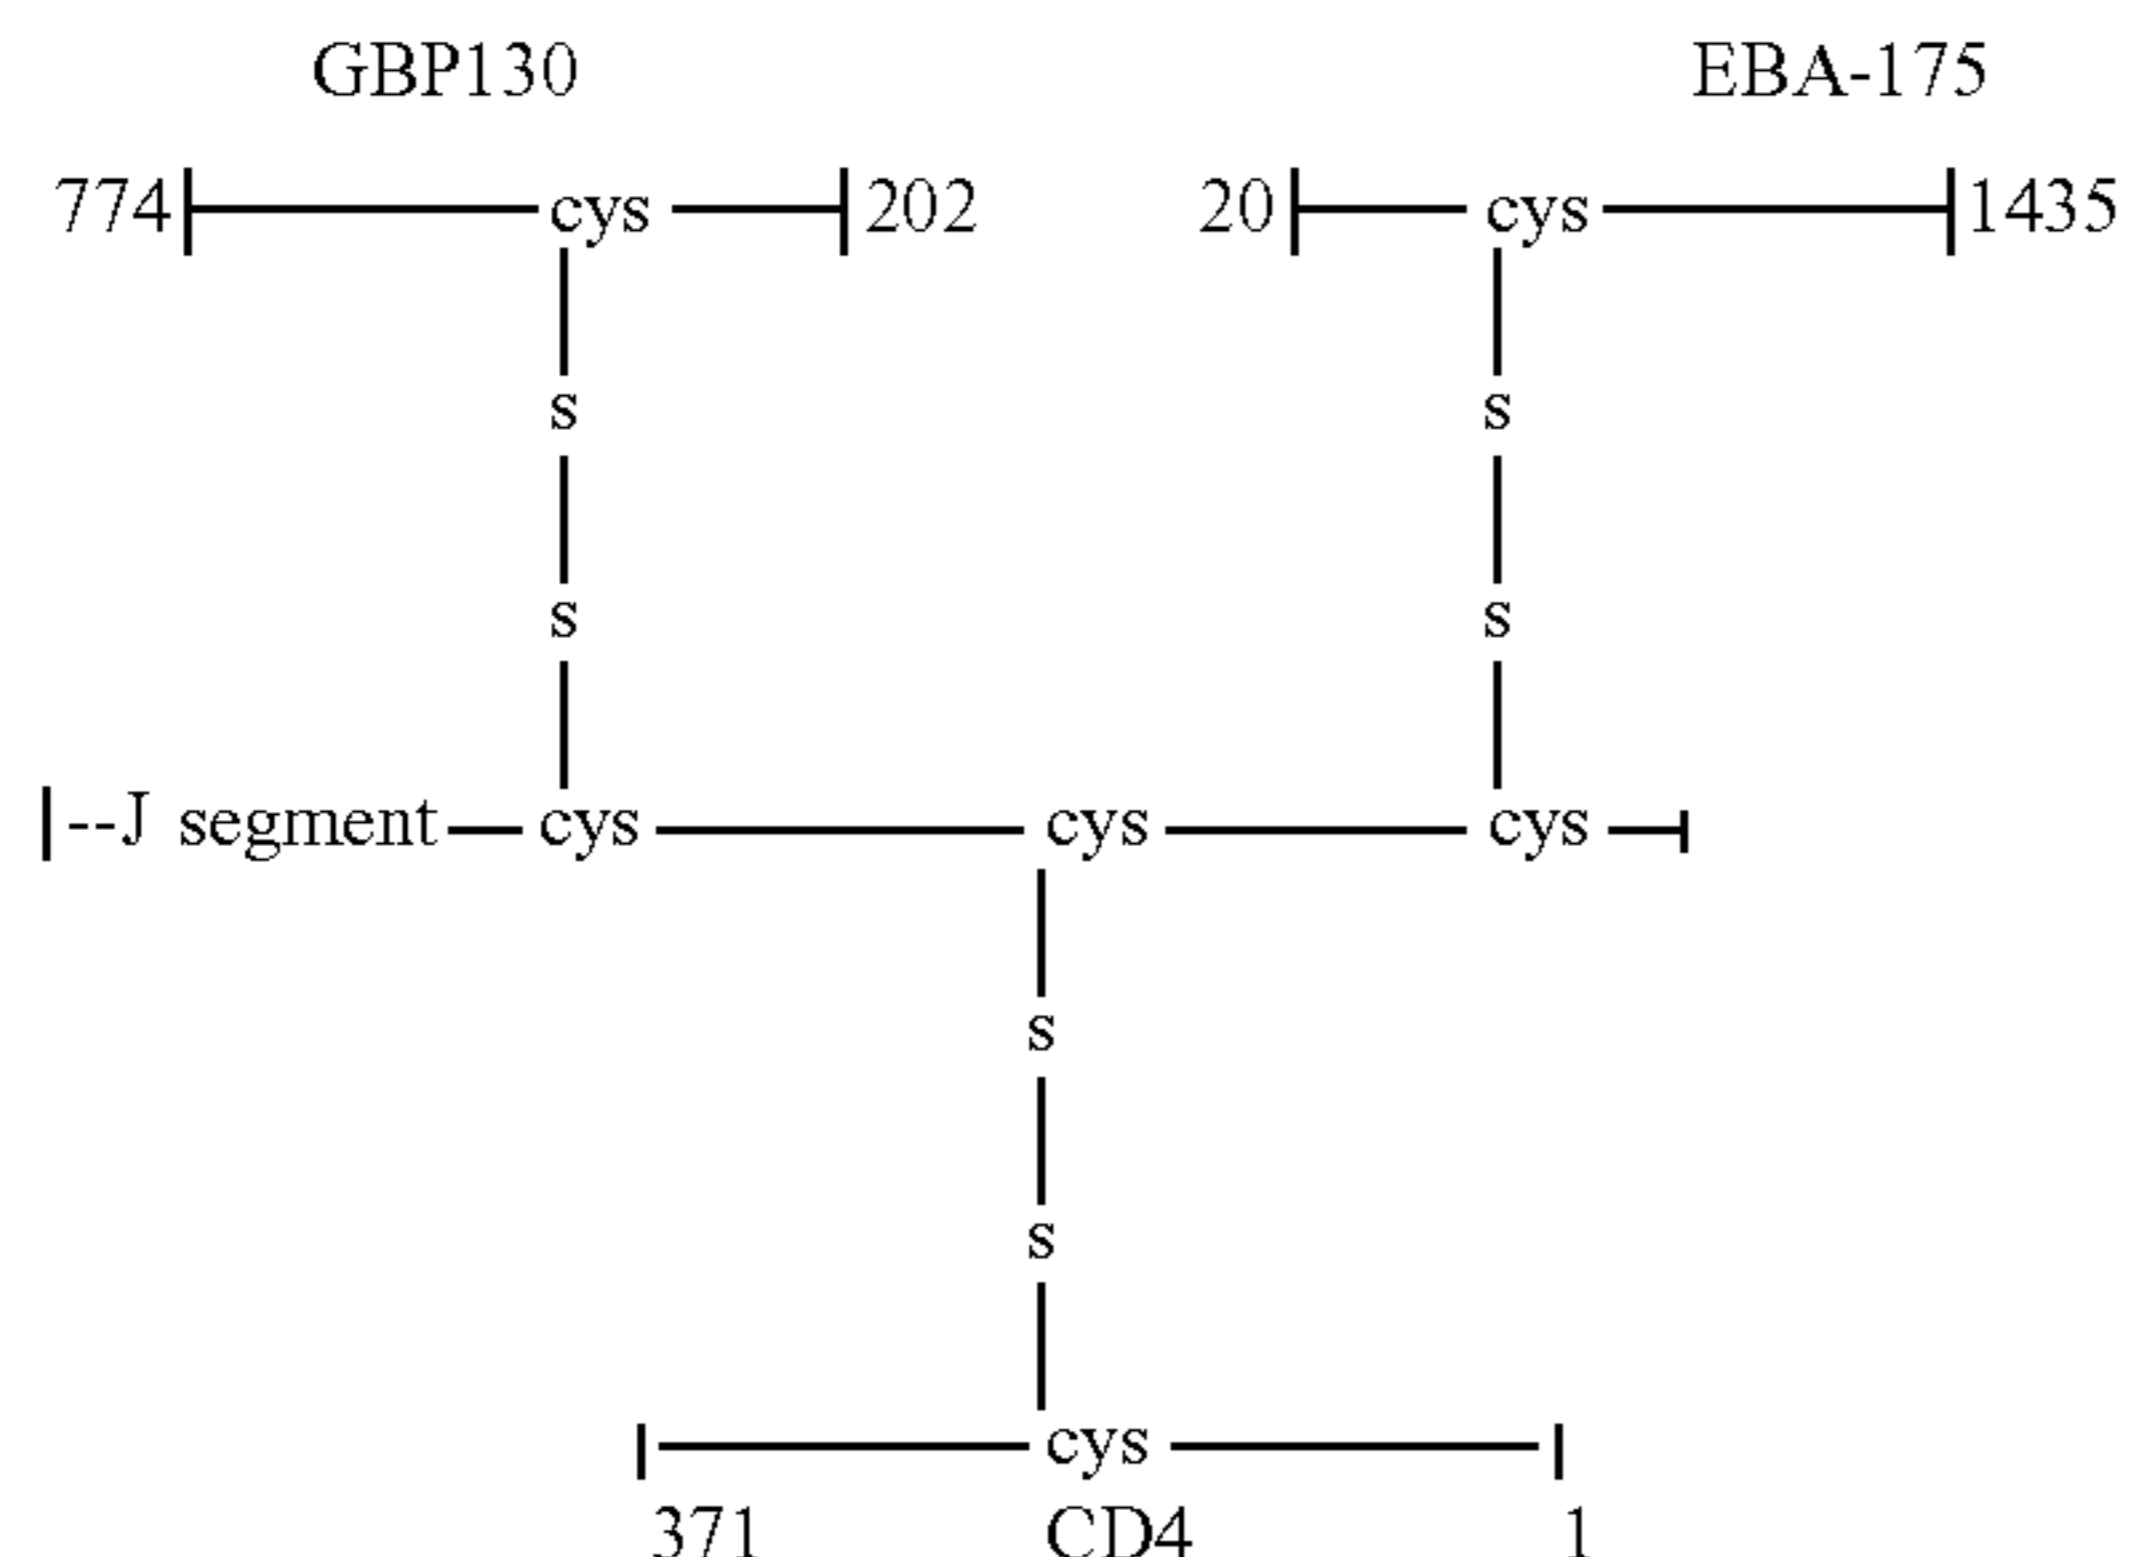 GBP130 EBA-175
774 cys 202 20 cys 1435
s s
s s
--J segment cys cys cys
s
s
cys
371 CD4 1